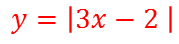 y = |3x − 2 |